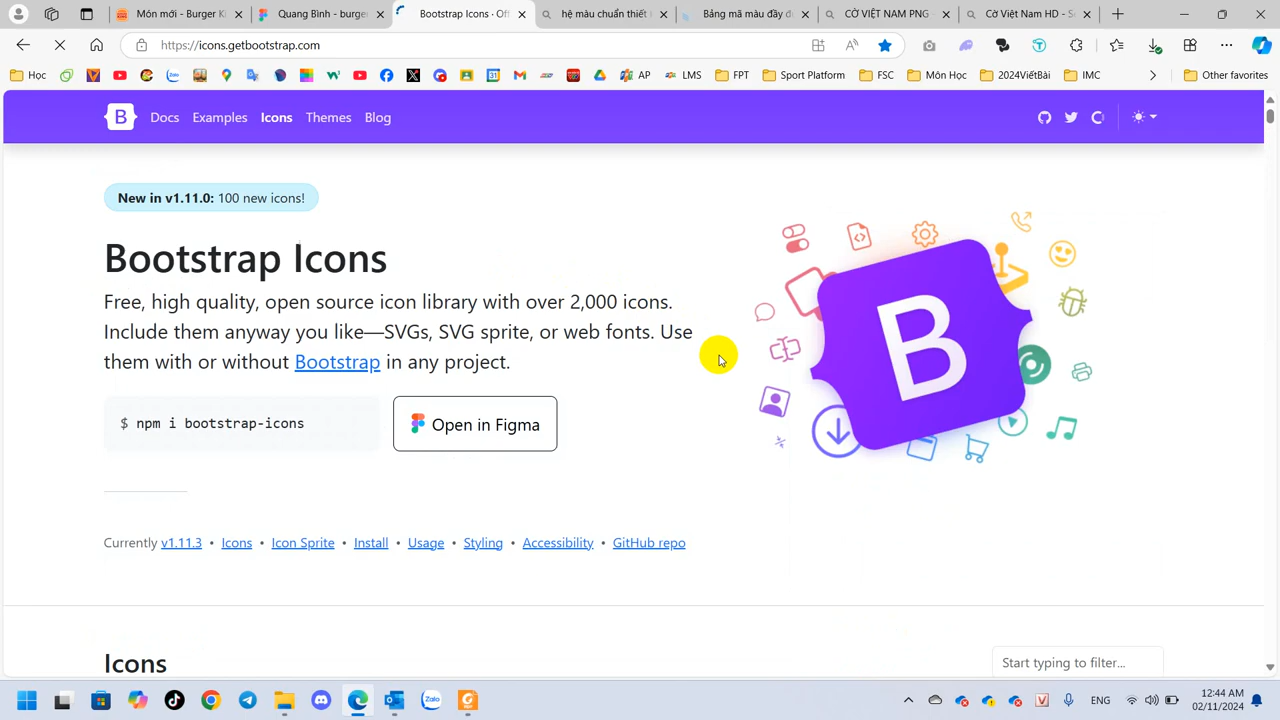 Món mới - Burger Ki
Quang Bình - burger
Bootstrap Icons · Off
hệ màu chuẩn thiết l
Bảng mã màu đầy đủ
CỜ VIỆT NAM PNG -
Cờ Việt Nam HD - S
https://icons.getbootstrap.com
Học
AP
LMS
FPT
Sport Platform
FSC
Môn Học
2024ViếtBài
IMC
Other favorites
B
Docs
Examples
Icons
Themes
Blog
New in v1.11.0: 100 new icons!
Bootstrap Icons
Free, high quality, open source icon library with over 2,000 icons.
Include them anyway you like—SVGs, SVG sprite, or web fonts. Use
them with or without Bootstrap in any project.
B
$ npm i bootstrap-icons
Open in Figma
Currently v1.11.3 • Icons • Icon Sprite • Install • Usage • Styling • Accessibility • GitHub repo
Icons
Start typing to filter...
Zalo
ENG
12:44 AM
02/11/2024